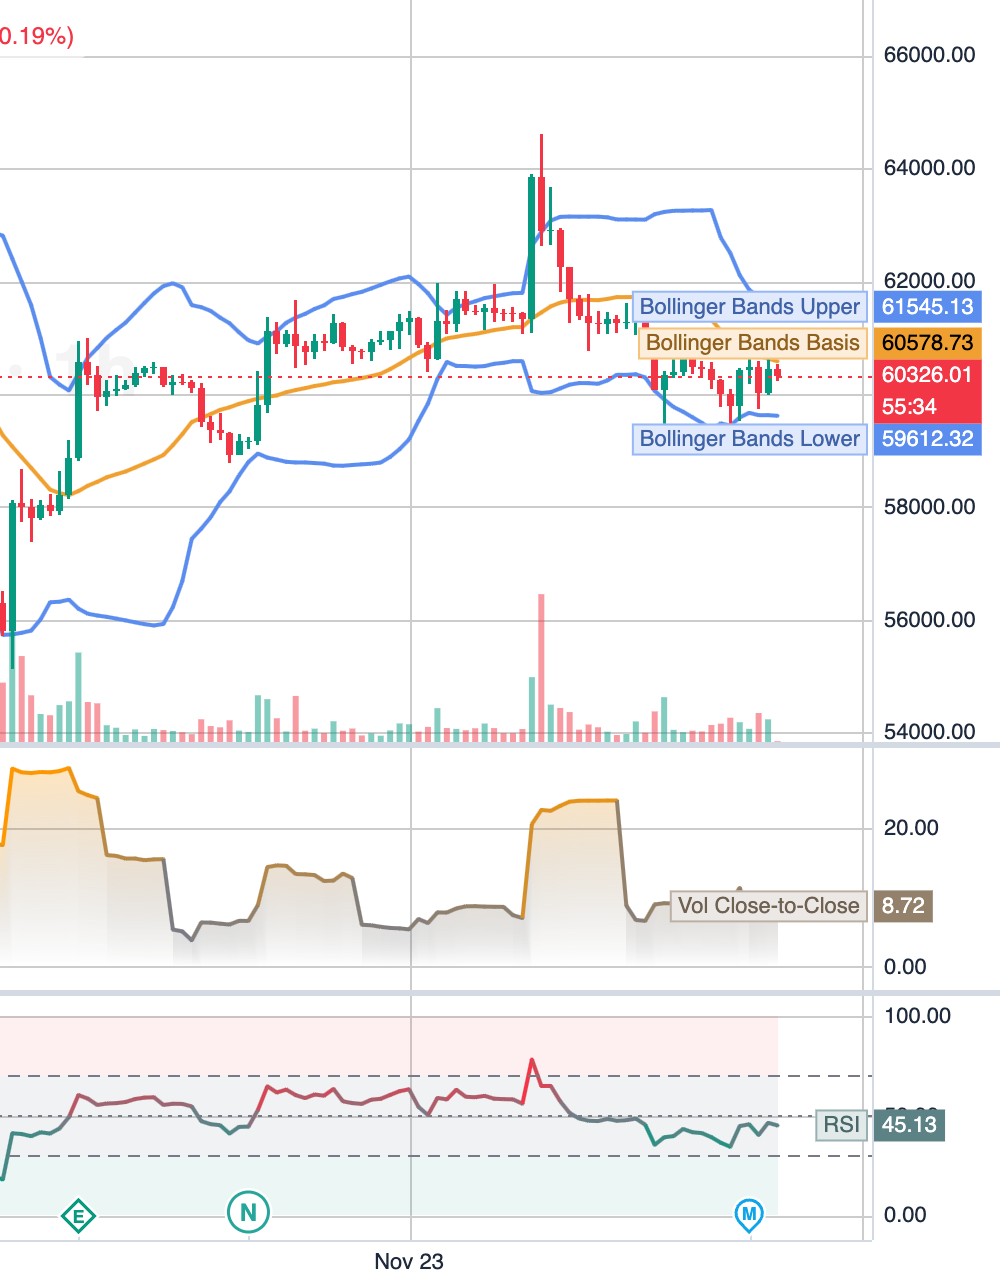 0.19%)
66000.00
64000.00
62000.00
Bollinger Bands Upper 61545.13
Bollinger Bands Basis 60578.73
1h
60326.01
55:34
Bollinger Bands Lower 59612.32
58000.00
56000.00
54000.00
20.00
Vol Close-to-Close 8.72
0.00
100.00
RSI 45.13
E
N
M
0.00
Nov 23